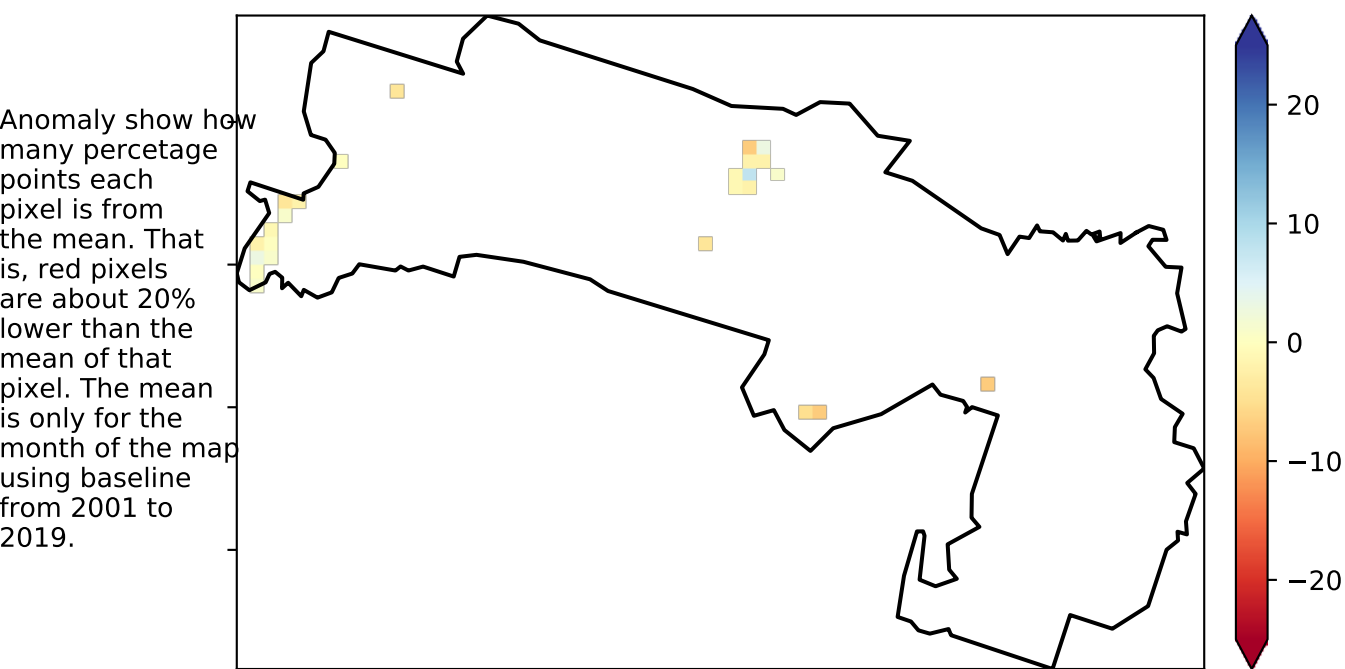 Anomaly show how
many percetage
points each
pixel is from
the mean. That
is, red pixels
are about 20%
lower than the
mean of that
pixel. The mean
is only for the
month of the map
using baseline
from 2001 to
2019.
20
10
0
−10
−20